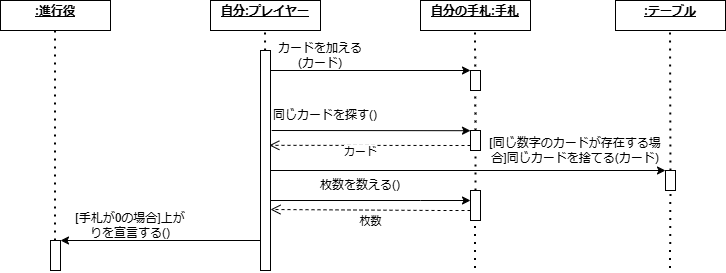 :進行役
自分:プレイヤー
自分の手札:手札
:テーブル
カードを加える
(カード)
同じカードを探す()
カード
[同じ数字のカードが存在する場
合]同じカードを捨てる(カード)
枚数を数える()
枚数
[手札が0の場合]上が
りを宣言する()